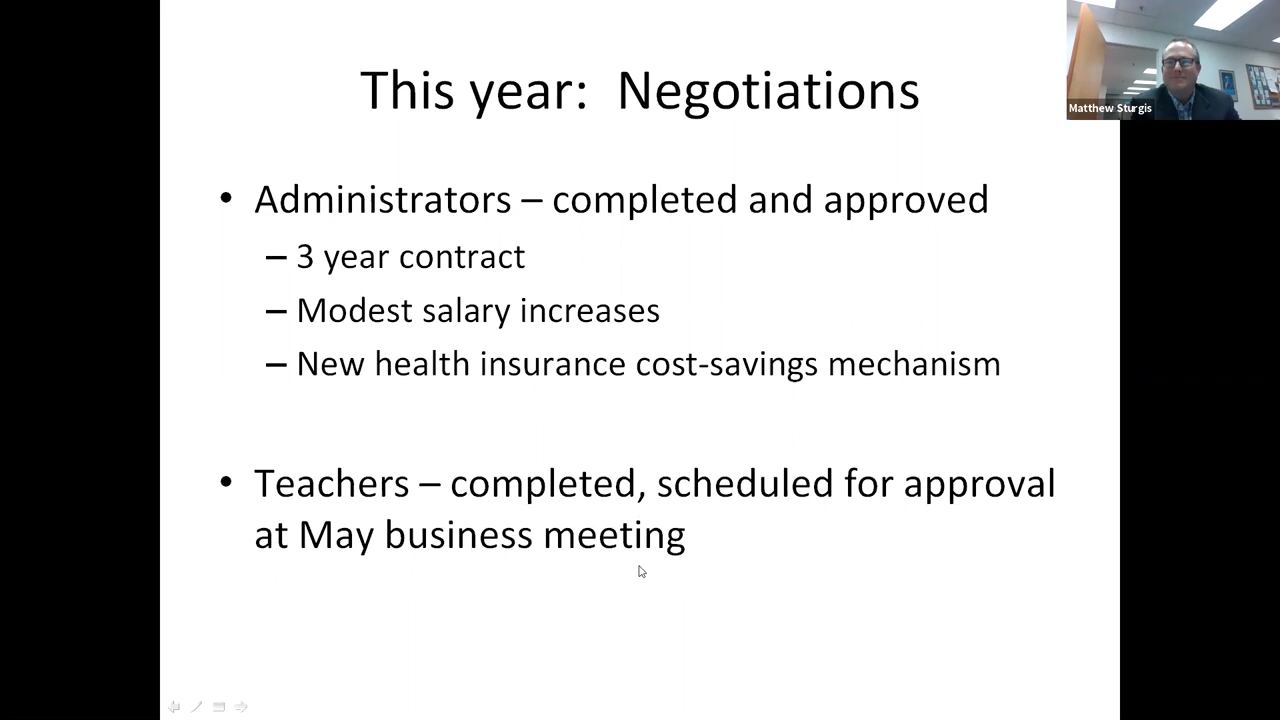 This year:  Negotiations
Matthew Sturgis
• Administrators – completed and approved
– 3 year contract
– Modest salary increases
– New health insurance cost-savings mechanism
• Teachers – completed, scheduled for approval
at May business meeting